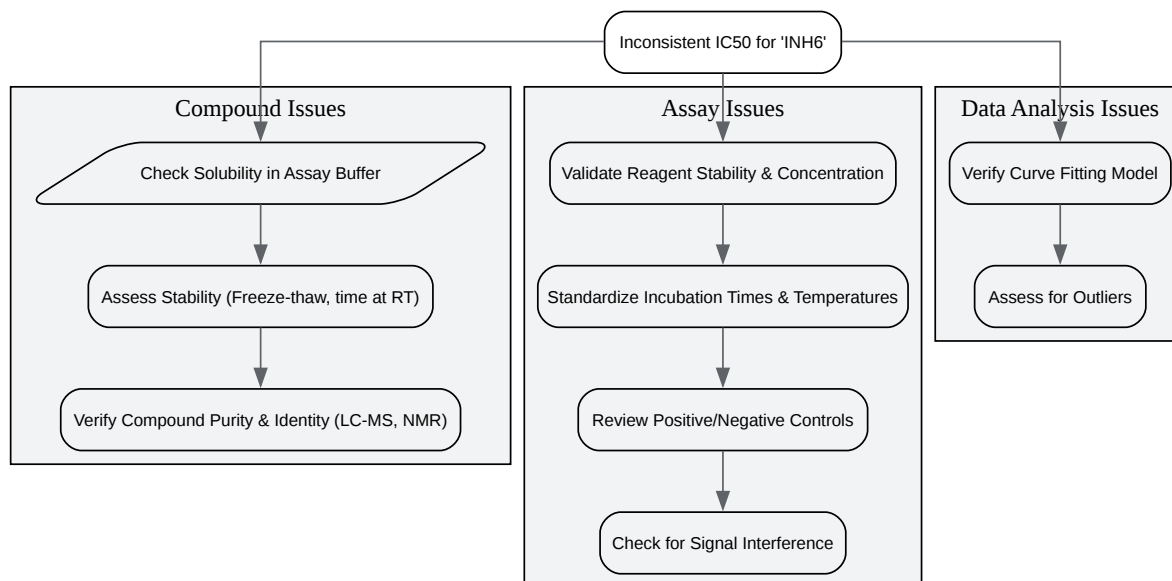 Inconsistent IC50 for 'INH6'
Compound Issues
Check Solubility in Assay Buffer
Assess Stability (Freeze-thaw, time at RT)
Verify Compound Purity & Identity (LC-MS, NMR)
Assay Issues
Validate Reagent Stability & Concentration
Standardize Incubation Times & Temperatures
Review Positive/Negative Controls
Check for Signal Interference
Data Analysis Issues
Verify Curve Fitting Model
Assess for Outliers